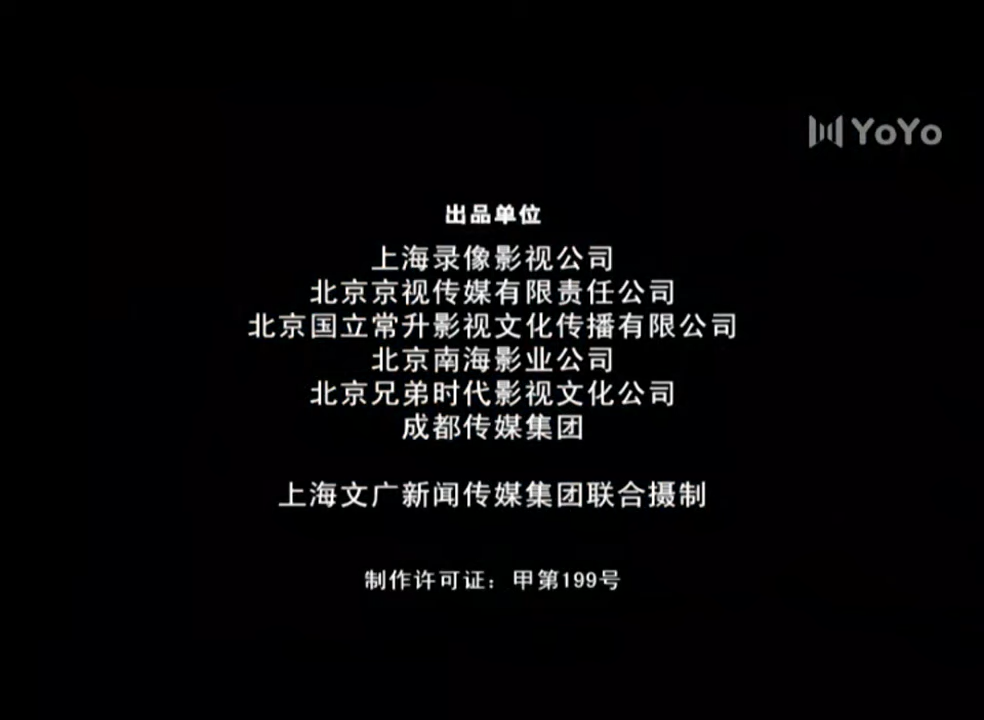 YoYo
出品单位
上海录像影视公司
北京京视传媒有限责任公司
北京国立常升影视文化传播有限公司
北京南海影业公司
北京兄弟时代影视文化公司
成都传媒集团
上海文广新闻传媒集团联合摄制
制作许可证：甲第199号